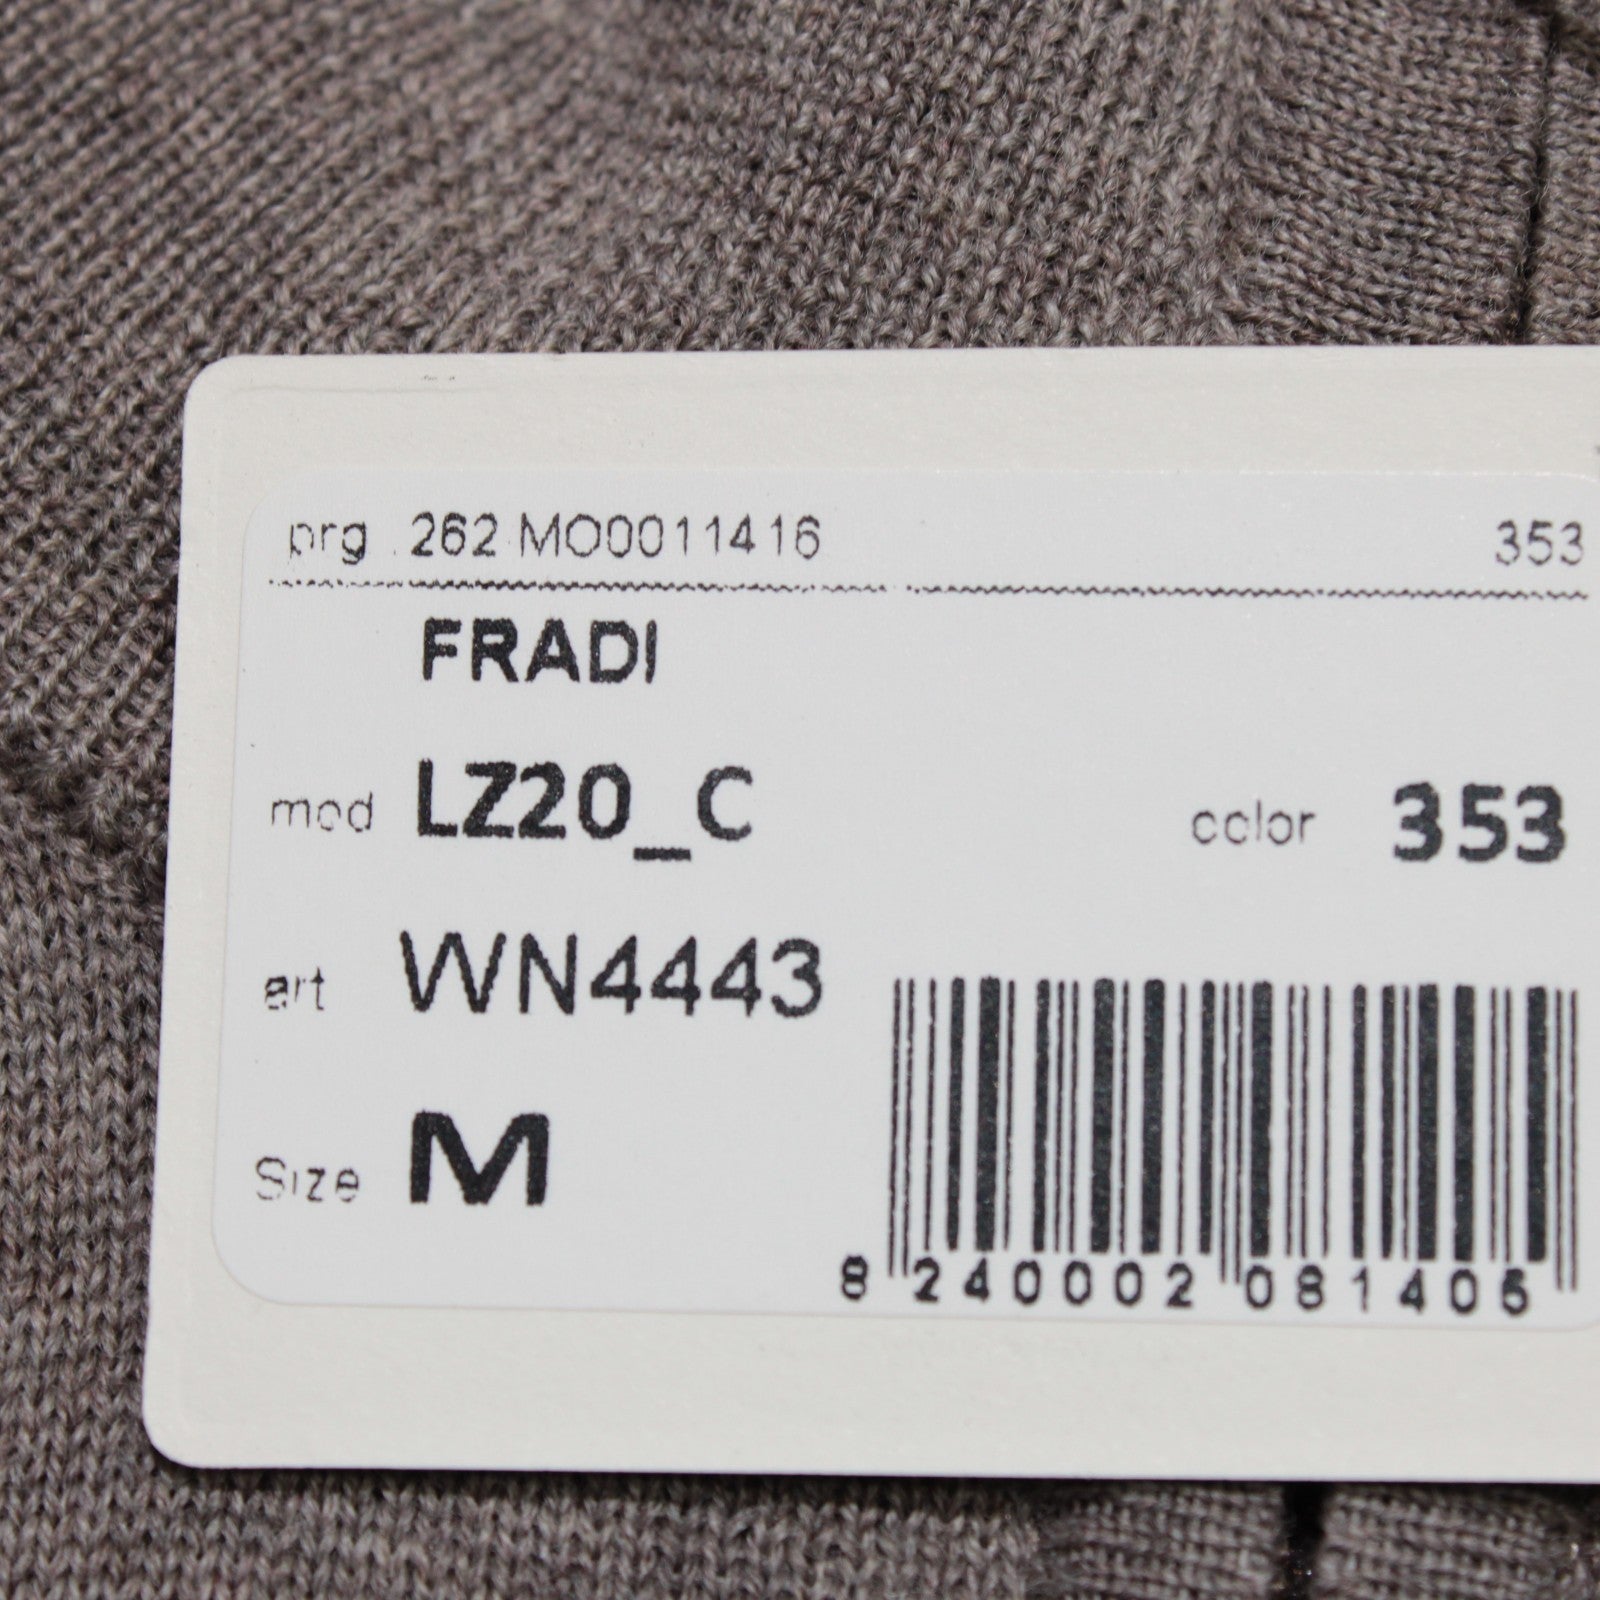 prg 262 MO0011416 353
FRADI
mod LZ20_C color 353
art WN4443
Size M
8 240002 081405